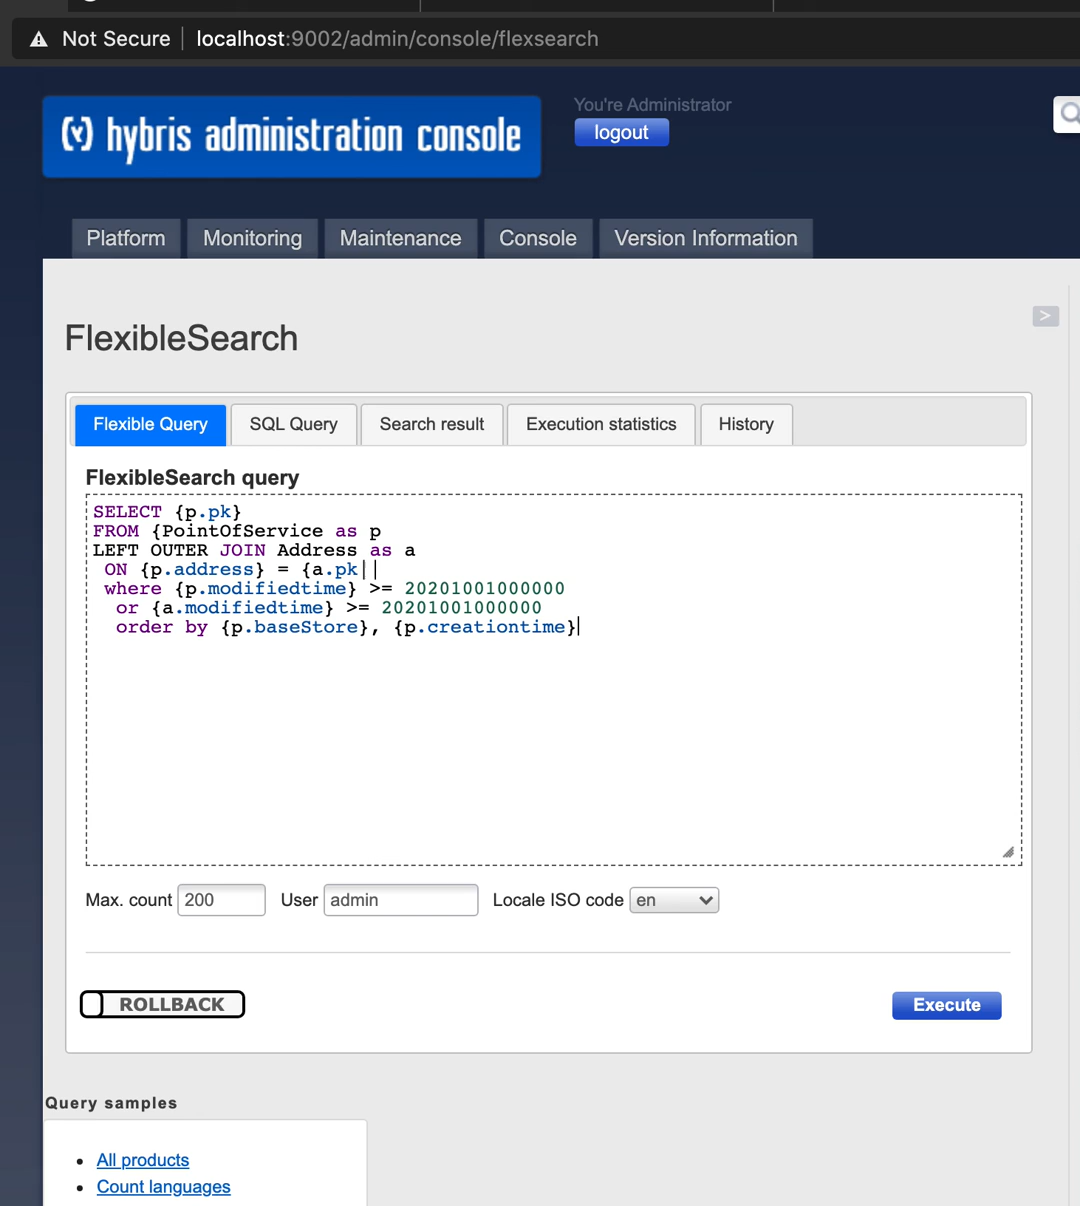 Not Secure | localhost:9002/admin/console/flexsearch
(y) hybris administration console
You're Administrator
logout
Platform Monitoring Maintenance Console Version Information
>
FlexibleSearch
Flexible Query SQL Query Search result Execution statistics History
FlexibleSearch query
SELECT {p.pk}
FROM {PointOfService as p
LEFT OUTER JOIN Address as a
ON {p.address} = {a.pk||
where {p.modifiedtime} >= 20201001000000
or {a.modifiedtime} >= 20201001000000
order by {p.baseStore}, {p.creationtime}
Max. count 200 User admin Locale ISO code en
ROLLBACK Execute
Query samples
• All products
• Count languages